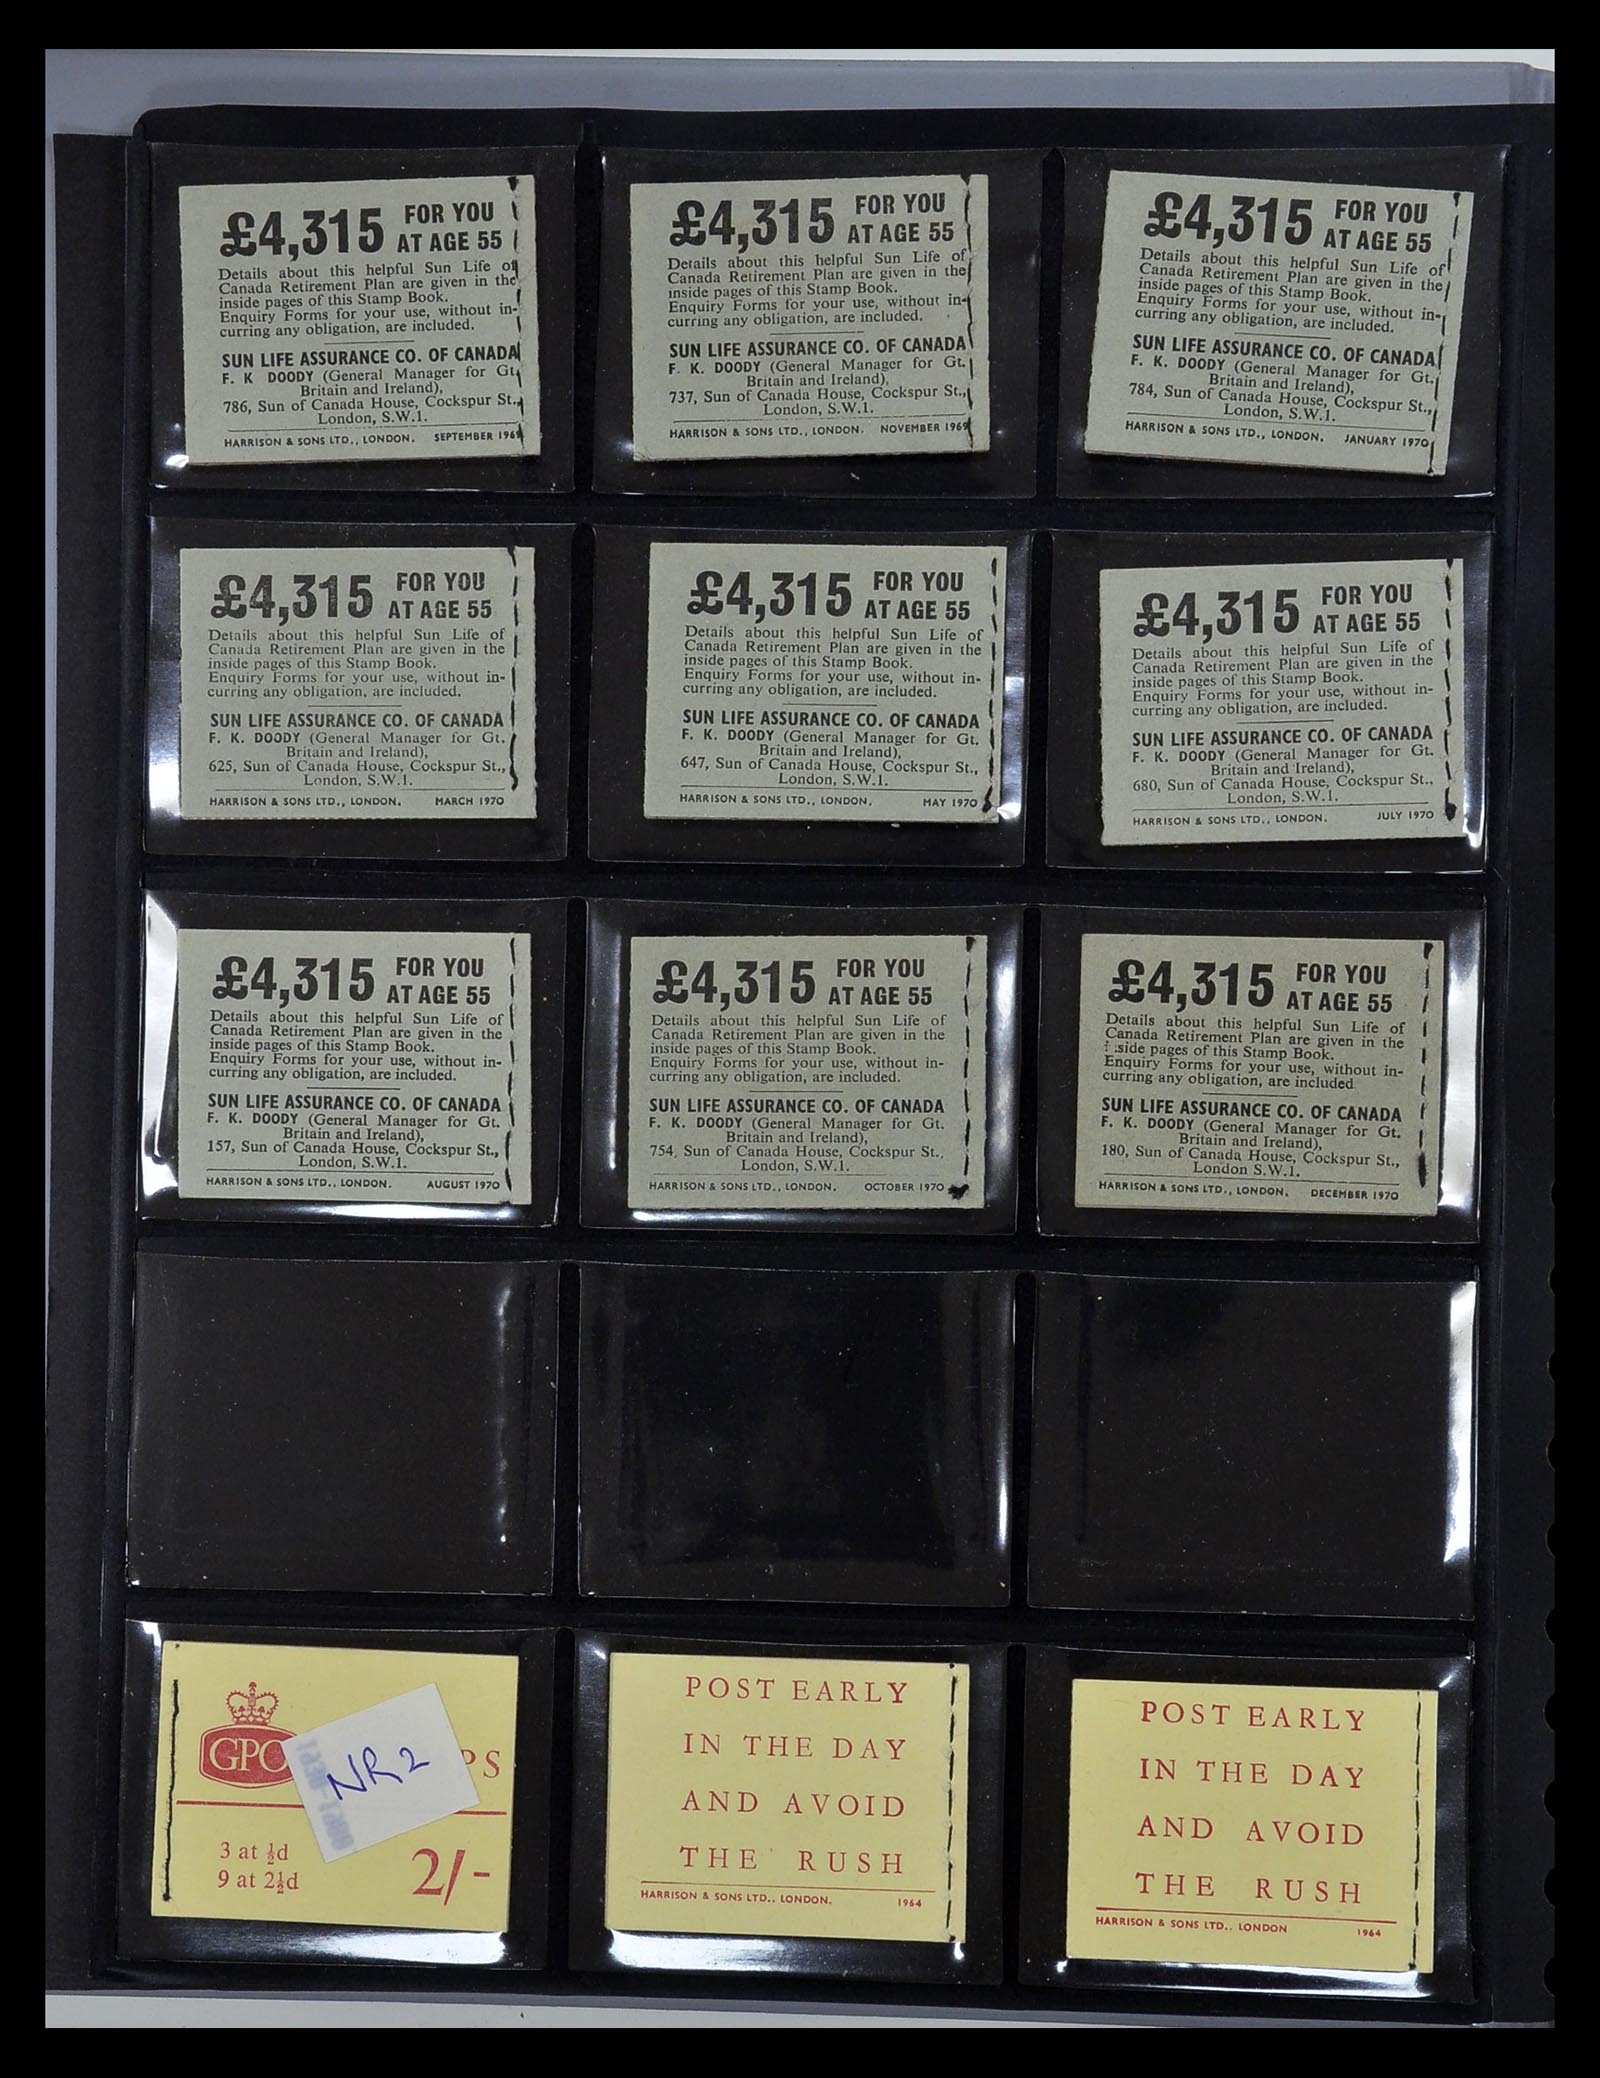 £4,315 FOR YOU
AT AGE 55
Details about this helpful Sun Life of
Canada Retirement Plan are given in the
inside pages of this Stamp Book.
Enquiry Forms for your use, without in-
curring any obligation, are included.
SUN LIFE ASSURANCE CO. OF CANADA
F. K DOODY (General Manager for Gt.
Britain and Ireland),
786, Sun of Canada House, Cockspur St.,
London, S.W.1.
HARRISON & SONS LTD., LONDON. SEPTEMBER 1969
£4,315 FOR YOU
AT AGE 55
Details about this helpful Sun Life of
Canada Retirement Plan are given in the
inside pages of this Stamp Book.
Enquiry Forms for your use, without in-
curring any obligation, are included.
SUN LIFE ASSURANCE CO. OF CANADA
F. K. DOODY (General Manager for Gt.
Britain and Ireland),
737, Sun of Canada House, Cockspur St.,
London, S.W.1.
HARRISON & SONS LTD., LONDON. NOVEMBER 1969
£4,315 FOR YOU
AT AGE 55
Details about this helpful Sun Life of
Canada Retirement Plan are given in the
inside pages of this Stamp Book.
Enquiry Forms for your use, without in-
curring any obligation, are included.
SUN LIFE ASSURANCE CO. OF CANADA
F. K. DOODY (General Manager for Gt.
Britain and Ireland),
784, Sun of Canada House, Cockspur St.,
London, S.W.1.
HARRISON & SONS LTD., LONDON. JANUARY 1970
£4,315 FOR YOU
AT AGE 55
Details about this helpful Sun Life of
Canada Retirement Plan are given in the
inside pages of this Stamp Book.
Enquiry Forms for your use, without in-
curring any obligation, are included.
SUN LIFE ASSURANCE CO. OF CANADA
F. K. DOODY (General Manager for Gt.
Britain and Ireland),
625, Sun of Canada House, Cockspur St.,
London, S.W.1.
HARRISON & SONS LTD., LONDON. MARCH 1970
£4,315 FOR YOU
AT AGE 55
Details about this helpful Sun Life of
Canada Retirement Plan are given in the
inside pages of this Stamp Book.
Enquiry Forms for your use, without in-
curring any obligation, are included.
SUN LIFE ASSURANCE CO. OF CANADA
F. K. DOODY (General Manager for Gt.
Britain and Ireland),
647, Sun of Canada House, Cockspur St.,
London, S.W.1.
HARRISON & SONS LTD., LONDON. MAY 1970
£4,315 FOR YOU
AT AGE 55
Details about this helpful Sun Life of
Canada Retirement Plan are given in the
inside pages of this Stamp Book.
Enquiry Forms for your use, without in-
curring any obligation, are included.
SUN LIFE ASSURANCE CO. OF CANADA
F. K. DOODY (General Manager for Gt.
Britain and Ireland),
680, Sun of Canada House, Cockspur St.,
London, S.W.1.
HARRISON & SONS LTD., LONDON. JULY 1970
£4,315 FOR YOU
AT AGE 55
Details about this helpful Sun Life of
Canada Retirement Plan are given in the
inside pages of this Stamp Book.
Enquiry Forms for your use, without in-
curring any obligation, are included.
SUN LIFE ASSURANCE CO. OF CANADA
F. K. DOODY (General Manager for Gt.
Britain and Ireland),
157, Sun of Canada House, Cockspur St.,
London, S.W.1.
HARRISON & SONS LTD., LONDON. AUGUST 1970
£4,315 FOR YOU
AT AGE 55
Details about this helpful Sun Life of
Canada Retirement Plan are given in the
inside pages of this Stamp Book.
Enquiry Forms for your use, without in-
curring any obligation, are included.
SUN LIFE ASSURANCE CO. OF CANADA
F. K. DOODY (General Manager for Gt.
Britain and Ireland),
754, Sun of Canada House, Cockspur St.,
London, S.W.1.
HARRISON & SONS LTD., LONDON. OCTOBER 1970
£4,315 FOR YOU
AT AGE 55
Details about this helpful Sun Life of
Canada Retirement Plan are given in the
inside pages of this Stamp Book.
Enquiry Forms for your use, without in-
curring any obligation, are included
SUN LIFE ASSURANCE CO. OF CANADA
F. K. DOODY (General Manager for Gt.
Britain and Ireland),
180, Sun of Canada House, Cockspur St.,
London S.W.1.
HARRISON & SONS LTD., LONDON. DECEMBER 1970
GPO
PS
NR2
3 at ½d
9 at 2½d
2/-
POST EARLY
IN THE DAY
AND AVOID
THE RUSH
HARRISON & SONS LTD., LONDON. 1964
POST EARLY
IN THE DAY
AND AVOID
THE RUSH
HARRISON & SONS LTD., LONDON 1964